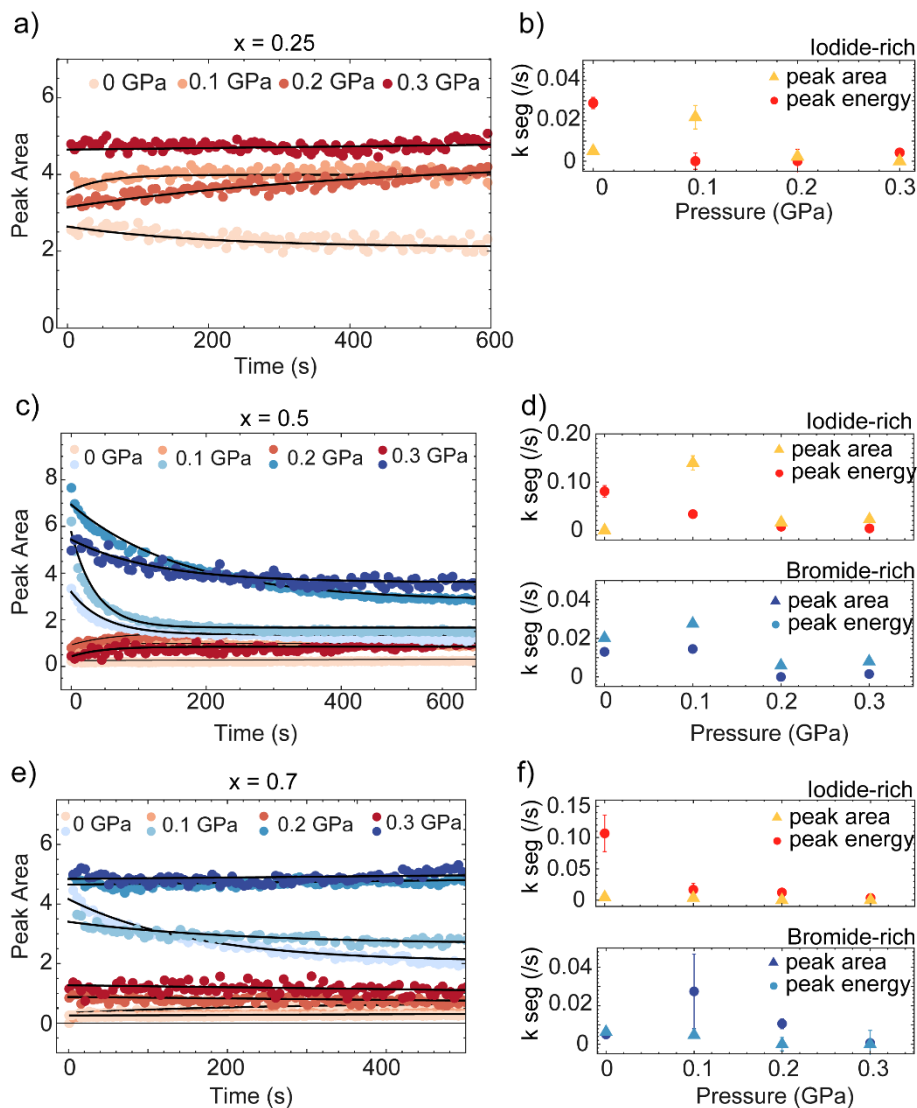 a)
x = 0.25
0 GPa 0.1 GPa 0.2 GPa 0.3 GPa
Peak Area
6
4
2
0
0 200 400 600
Time (s)
b)
Iodide-rich
peak area
peak energy
k seg (/s)
0.04
0.02
0
0 0.1 0.2 0.3
Pressure (GPa)
c)
x = 0.5
0 GPa 0.1 GPa 0.2 GPa 0.3 GPa
Peak Area
8
6
4
2
0
0 200 400 600
Time (s)
d)
Iodide-rich
peak area
peak energy
k seg (/s)
0.20
0.10
0
Bromide-rich
peak area
peak energy
k seg (/s)
0.04
0.02
0
0 0.1 0.2 0.3
Pressure (GPa)
e)
x = 0.7
0 GPa 0.1 GPa 0.2 GPa 0.3 GPa
Peak Area
6
4
2
0
0 200 400
Time (s)
f)
Iodide-rich
peak area
peak energy
k seg (/s)
0.15
0.10
0.05
0
Bromide-rich
peak area
peak energy
k seg (/s)
0.04
0.02
0
0 0.1 0.2 0.3
Pressure (GPa)